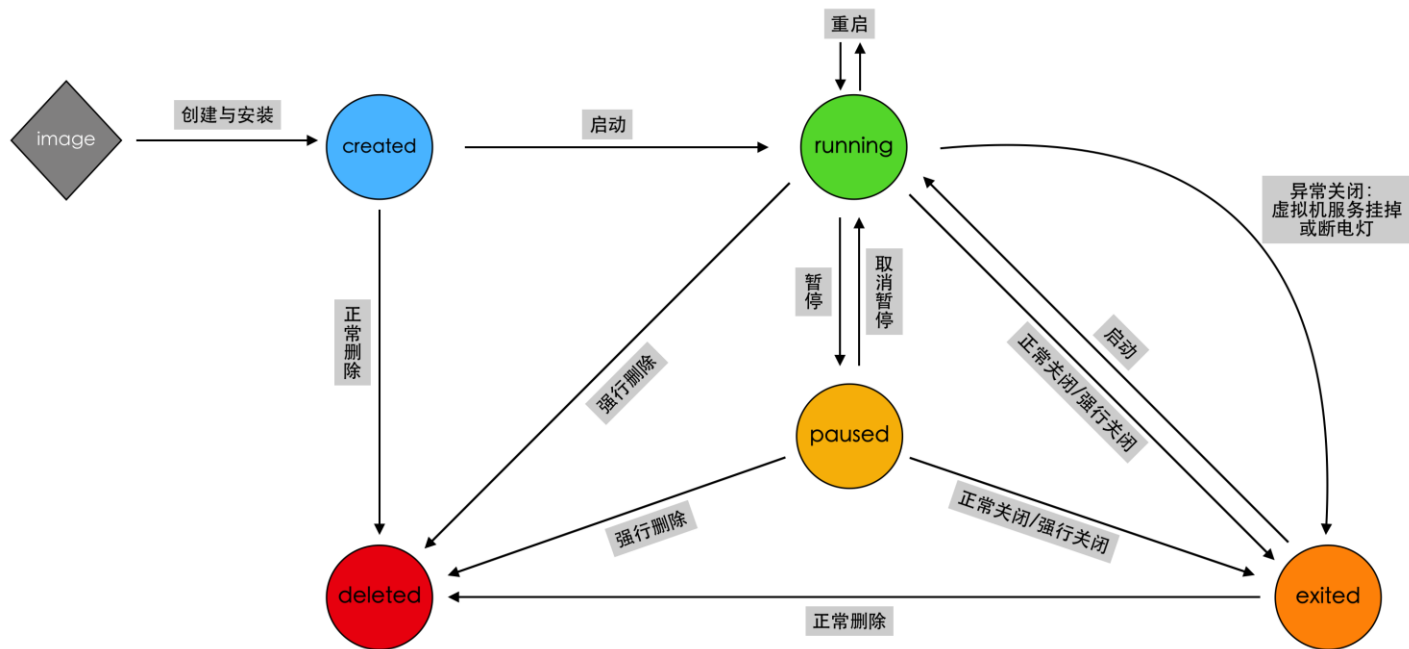 重启
image
创建与安装
created
启动
running
异常关闭：
虚拟机服务挂掉
或断电灯
正常删除
强行删除
暂停
取消暂停
启动
正常关闭/强行关闭
paused
强行删除
正常关闭/强行关闭
deleted
正常删除
exited